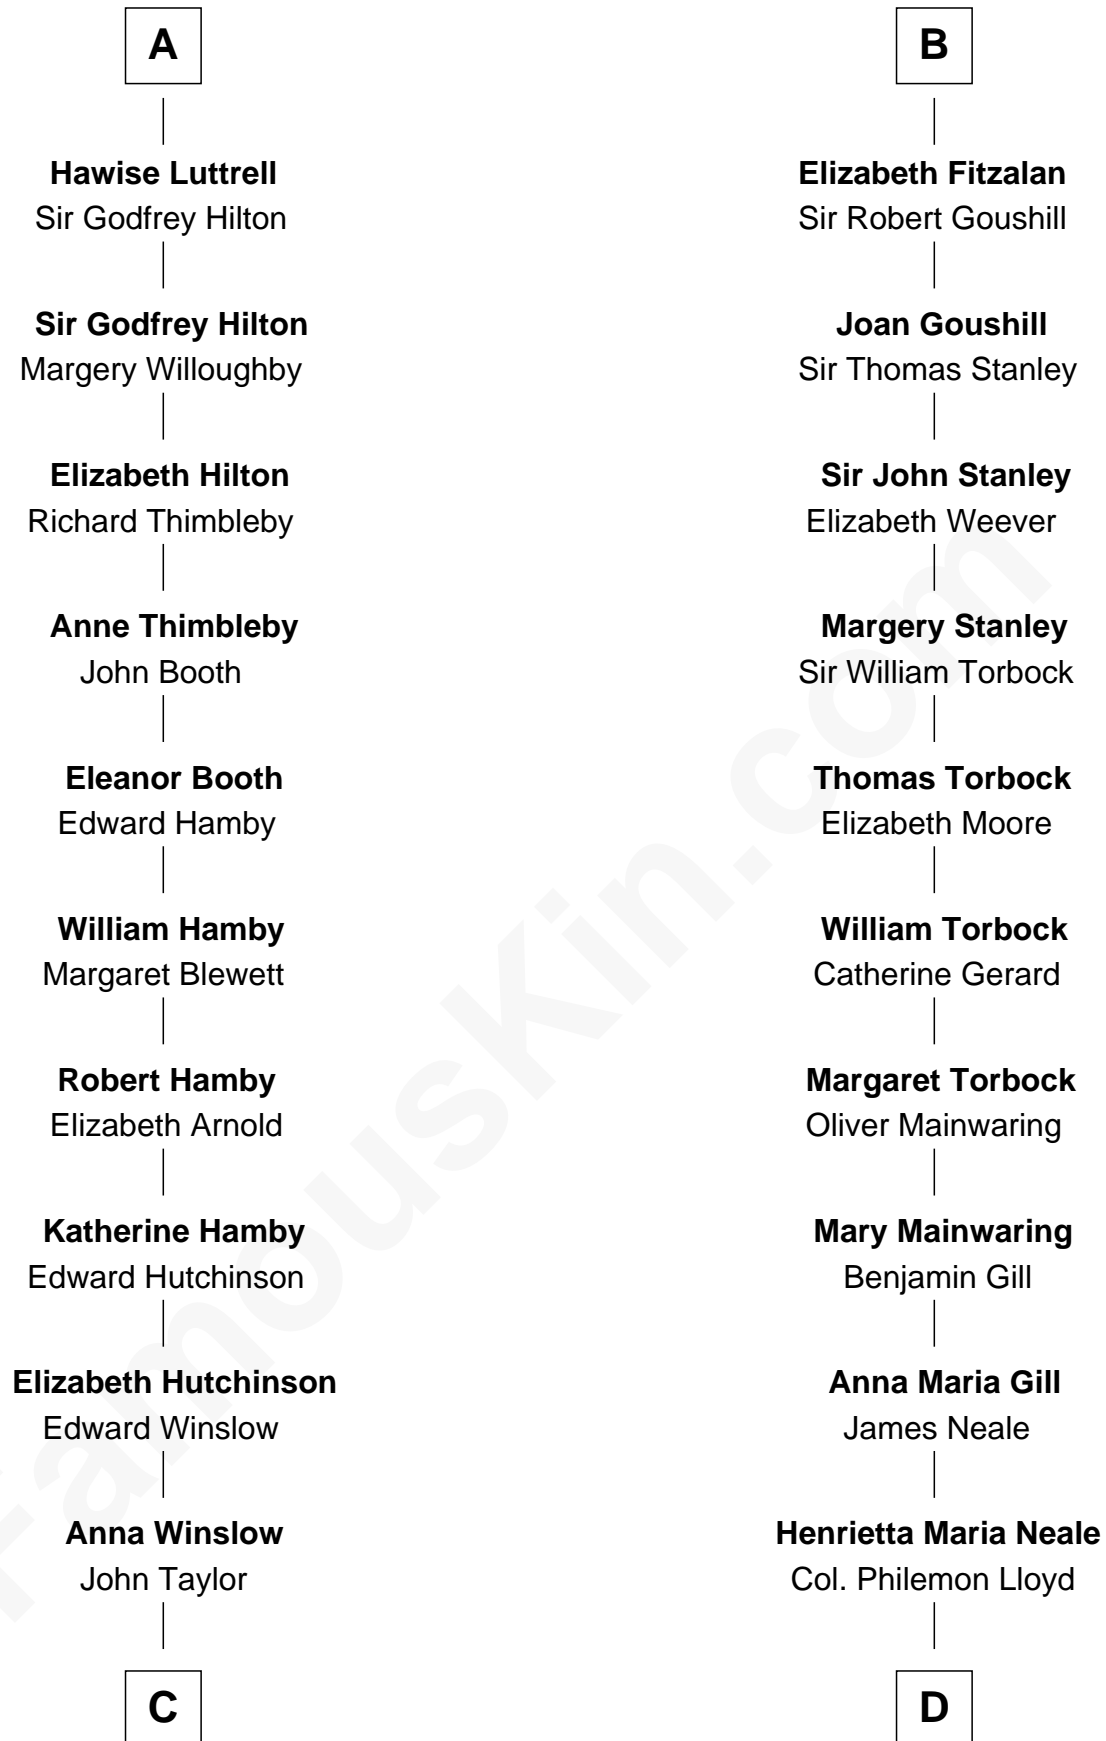 A
Hawise Luttrell
Sir Godfrey Hilton
Sir Godfrey Hilton
Margery Willoughby
Elizabeth Hilton
Richard Thimbleby
Anne Thimbleby
John Booth
Eleanor Booth
Edward Hamby
William Hamby
Margaret Blewett
Robert Hamby
Elizabeth Arnold
Katherine Hamby
Edward Hutchinson
Elizabeth Hutchinson
Edward Winslow
Anna Winslow
John Taylor
C
B
Elizabeth Fitzalan
Sir Robert Goushill
Joan Goushill
Sir Thomas Stanley
Sir John Stanley
Elizabeth Weever
Margery Stanley
Sir William Torbock
Thomas Torbock
Elizabeth Moore
William Torbock
Catherine Gerard
Margaret Torbock
Oliver Mainwaring
Mary Mainwaring
Benjamin Gill
Anna Maria Gill
James Neale
Henrietta Maria Neale
Col. Philemon Lloyd
D
FamousKin.com